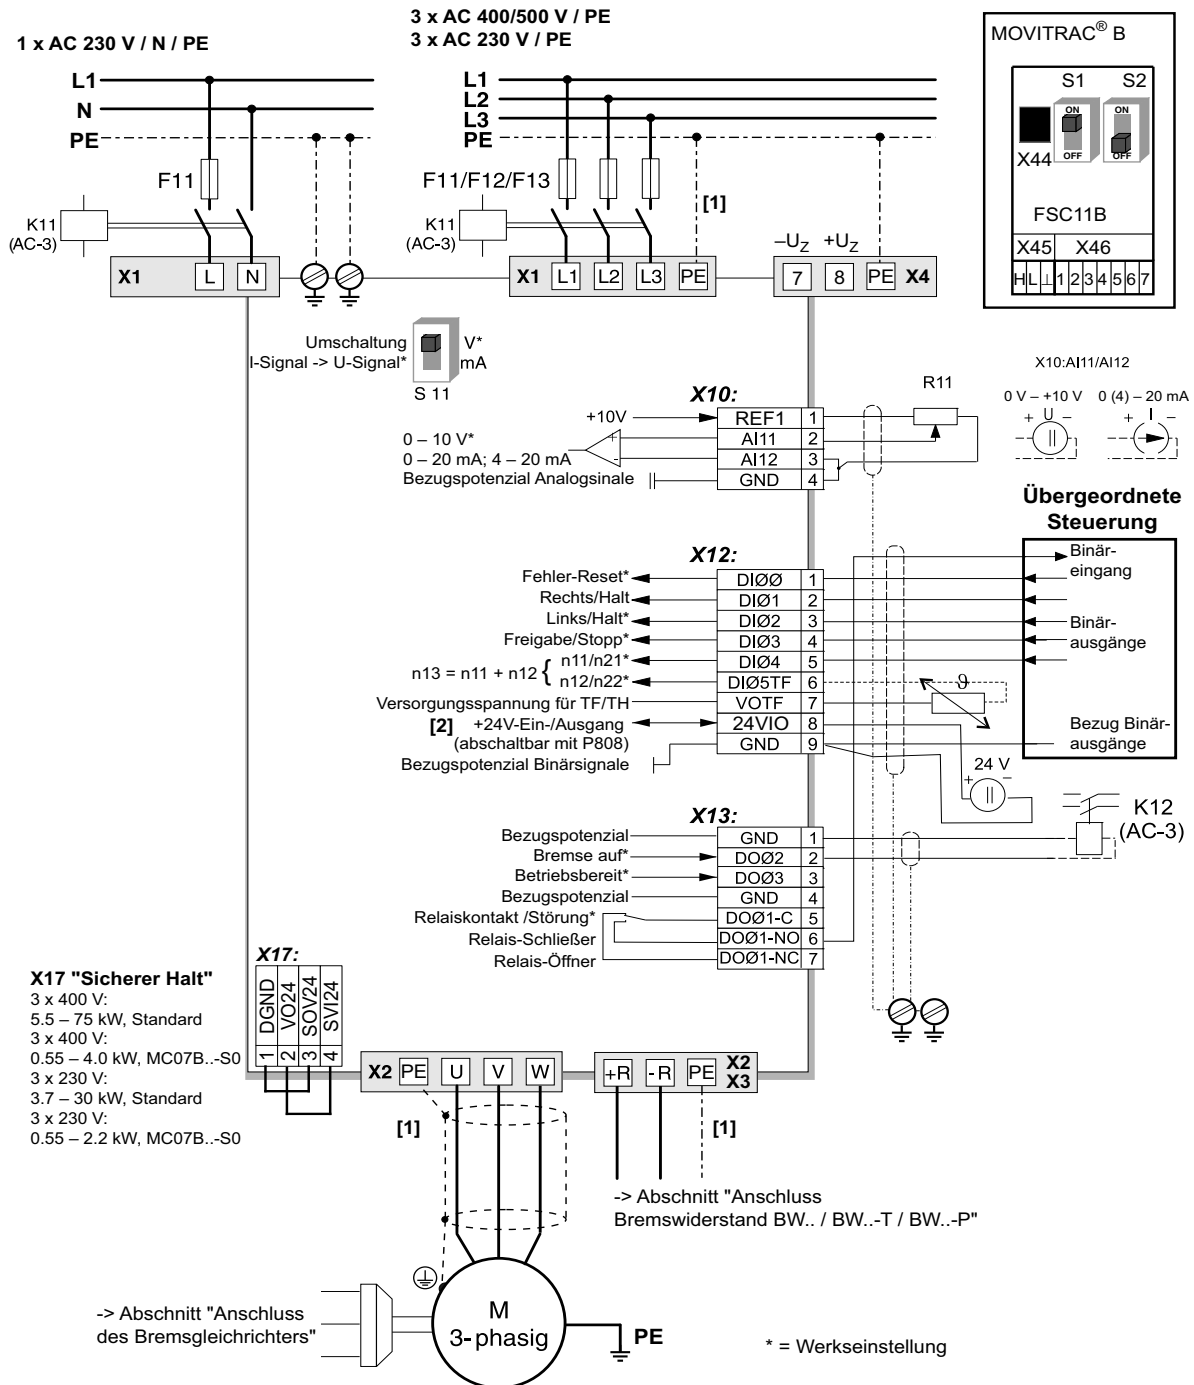 3 x AC 400/500 V / PE
1 x AC 230 V / N / PE
3 x AC 230 V / PE
L1
N
PE
L1
L2
L3
PE
F11
F11/F12/F13
[1]
K11
(AC-3)
K11
(AC-3)
–UZ +UZ
X1 L N
X1 L1 L2 L3 PE
7 8 PE X4
MOVITRAC® B
S1 S2
ON ON
X44
OFF OFF
FSC11B
X45 X46
H L ⊥ 1 2 3 4 5 6 7
Umschaltung
I-Signal -> U-Signal*
V*
mA
S 11
X10:AI11/AI12
0 V – +10 V 0 (4) – 20 mA
+ U –
+ I –
R11
X10:
+10V
REF1 1
0 – 10 V*
AI11 2
0 – 20 mA; 4 – 20 mA
AI12 3
Bezugspotenzial Analogsinale
GND 4
+
–
Übergeordnete
Steuerung
X12:
Fehler-Reset* DIØØ 1
Rechts/Halt DIØ1 2
Links/Halt* DIØ2 3
Freigabe/Stopp* DIØ3 4
n13 = n11 + n12 {
n11/n21* DIØ4 5
n12/n22* DIØ5TF 6
Versorgungsspannung für TF/TH VOTF 7
[2] +24V-Ein-/Ausgang 24VIO 8
(abschaltbar mit P808)
GND 9
Bezugspotenzial Binärsignale
Binär-
eingang
Binär-
ausgänge
Bezug Binär-
ausgänge
ϑ
24 V
+ –
K12
(AC-3)
X13:
Bezugspotenzial GND 1
Bremse auf* DOØ2 2
Betriebsbereit* DOØ3 3
Bezugspotenzial GND 4
Relaiskontakt /Störung* DOØ1-C 5
Relais-Schließer DOØ1-NO 6
Relais-Öffner DOØ1-NC 7
X17:
1 DGND
2 VO24
3 SOV24
4 SVI24
X17 "Sicherer Halt"
3 x 400 V:
5.5 – 75 kW, Standard
3 x 400 V:
0.55 – 4.0 kW, MC07B..-S0
3 x 230 V:
3.7 – 30 kW, Standard
3 x 230 V:
0.55 – 2.2 kW, MC07B..-S0
X2 PE U V W
+R -R PE X2
X3
[1]
[1]
-> Abschnitt "Anschluss
Bremswiderstand BW.. / BW..-T / BW..-P"
-> Abschnitt "Anschluss
des Bremsgleichrichters"
M
3-phasig
PE
* = Werkseinstellung